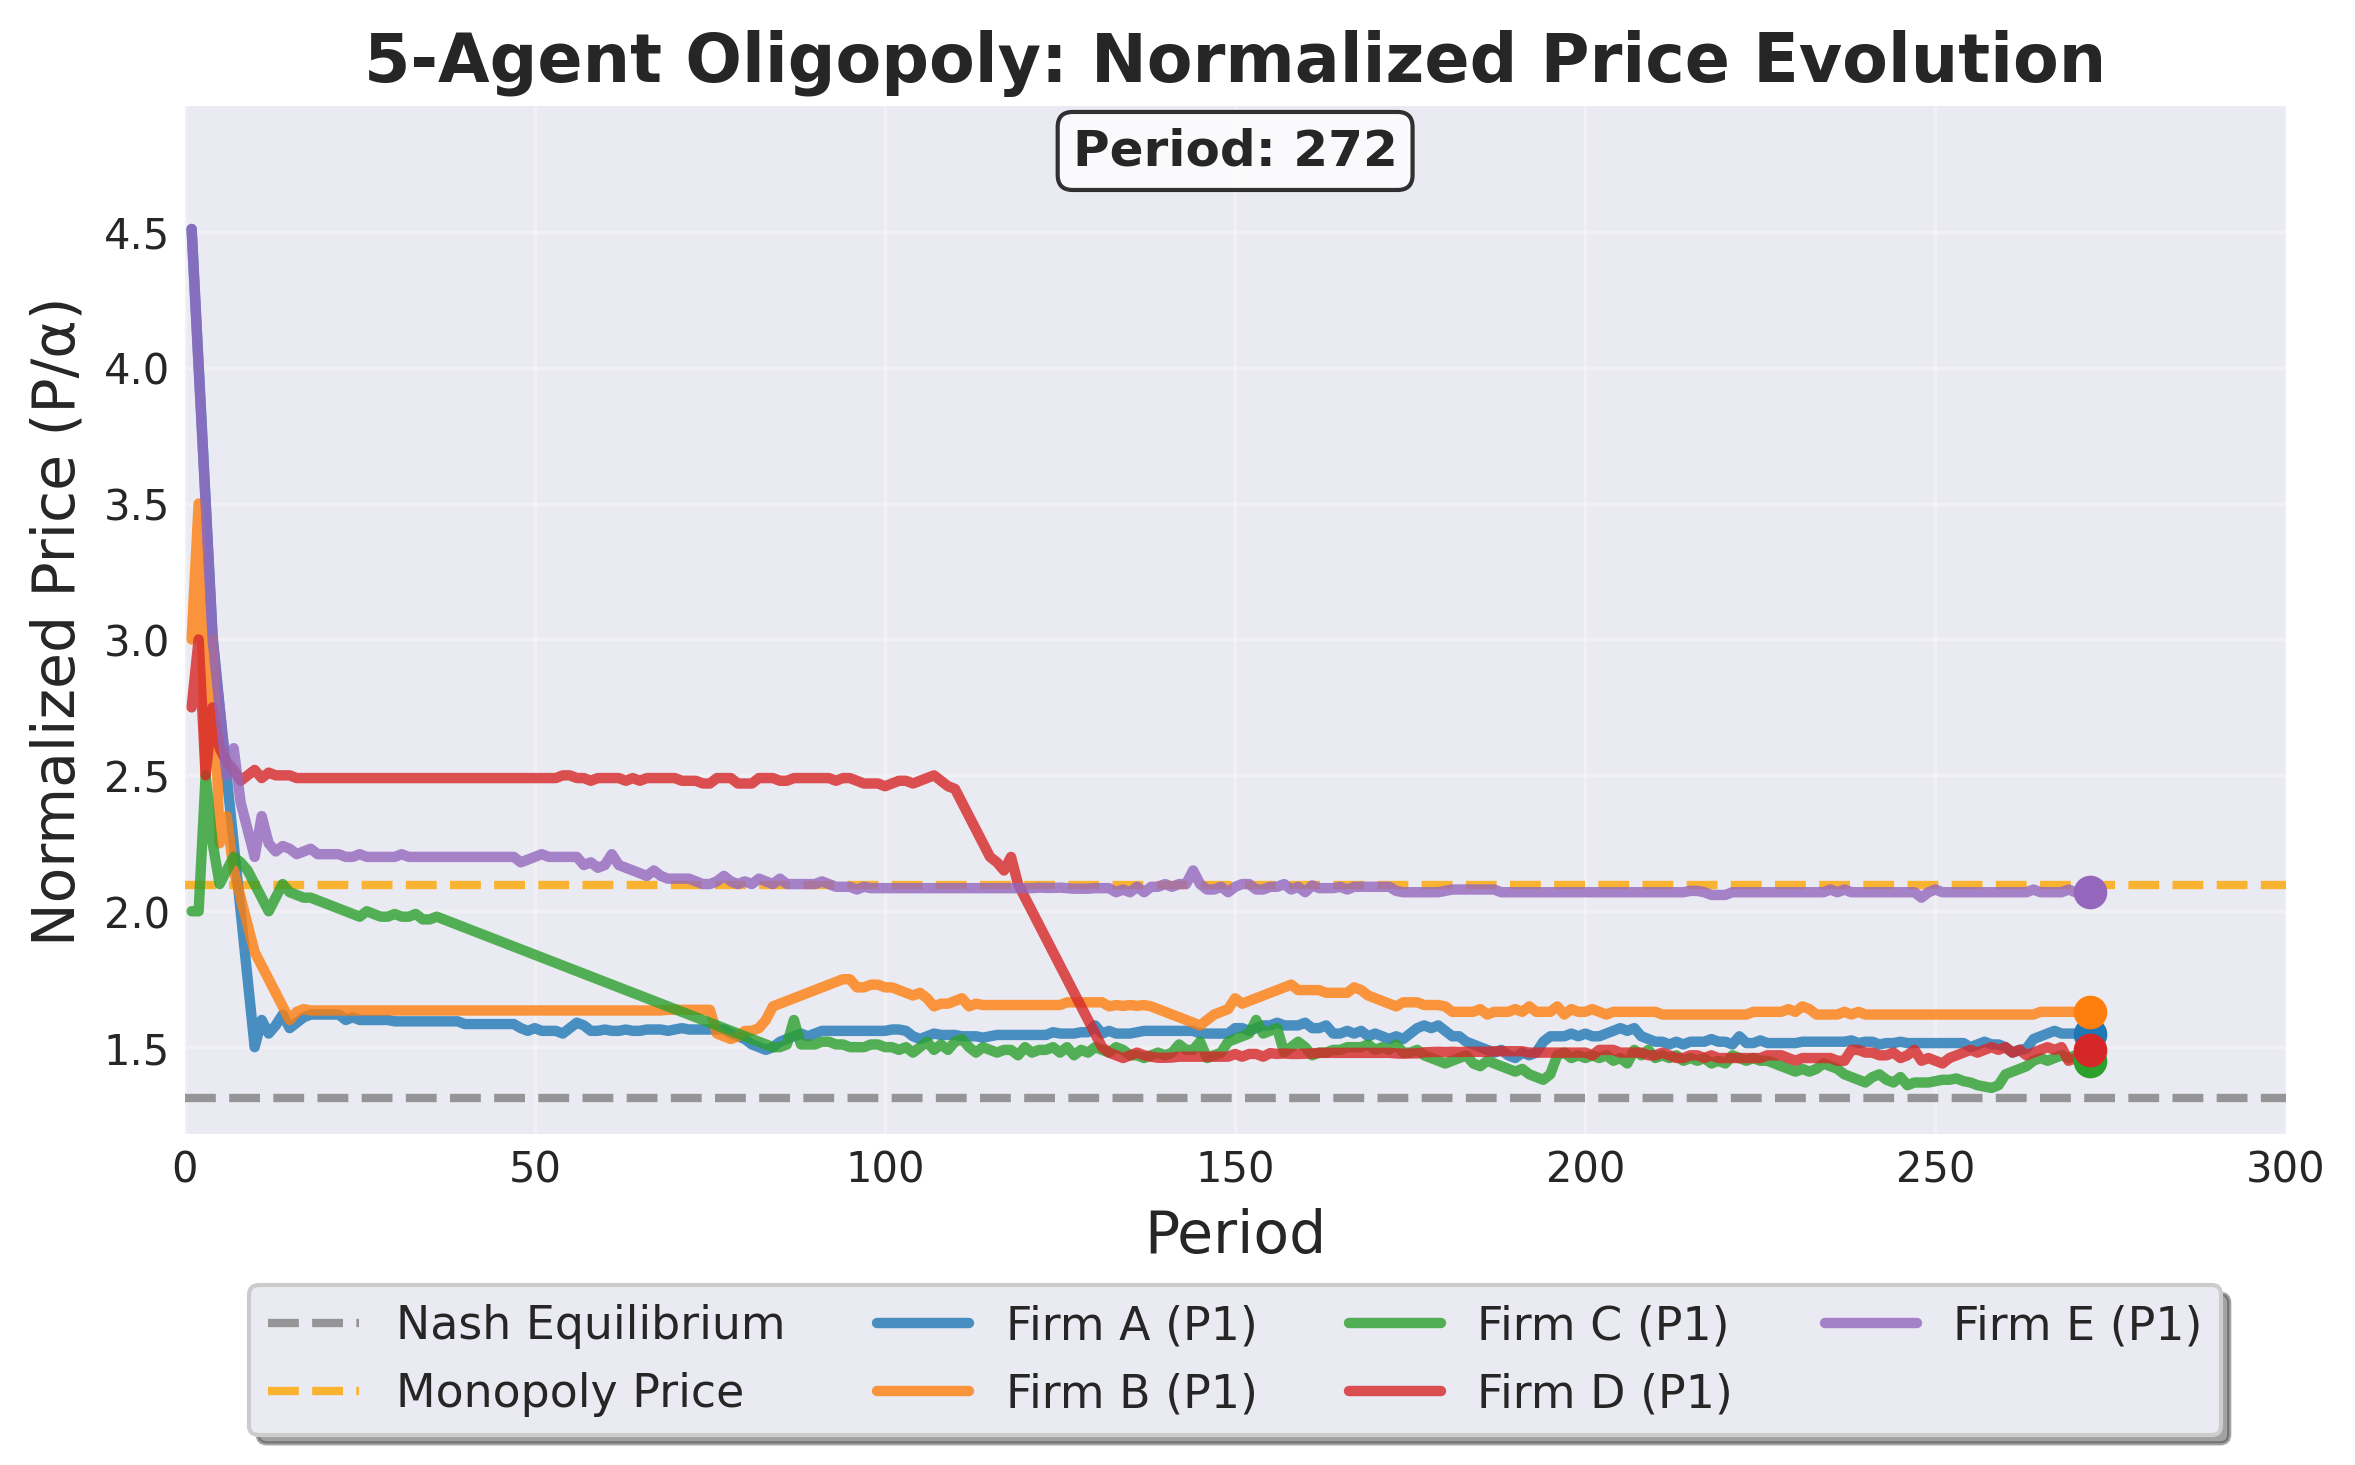 5-Agent Oligopoly: Normalized Price Evolution
Period: 272
Normalized Price (P/α)
4.5
4.0
3.5
3.0
2.5
2.0
1.5
0 50 100 150 200 250 300
Period
Nash Equilibrium Firm A (P1) Firm C (P1) Firm E (P1)
Monopoly Price Firm B (P1) Firm D (P1)